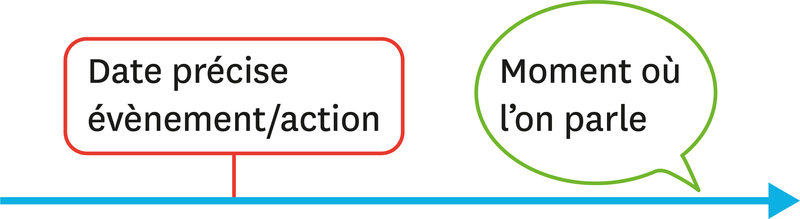 Date précise
évènement/action
Moment où
l’on parle